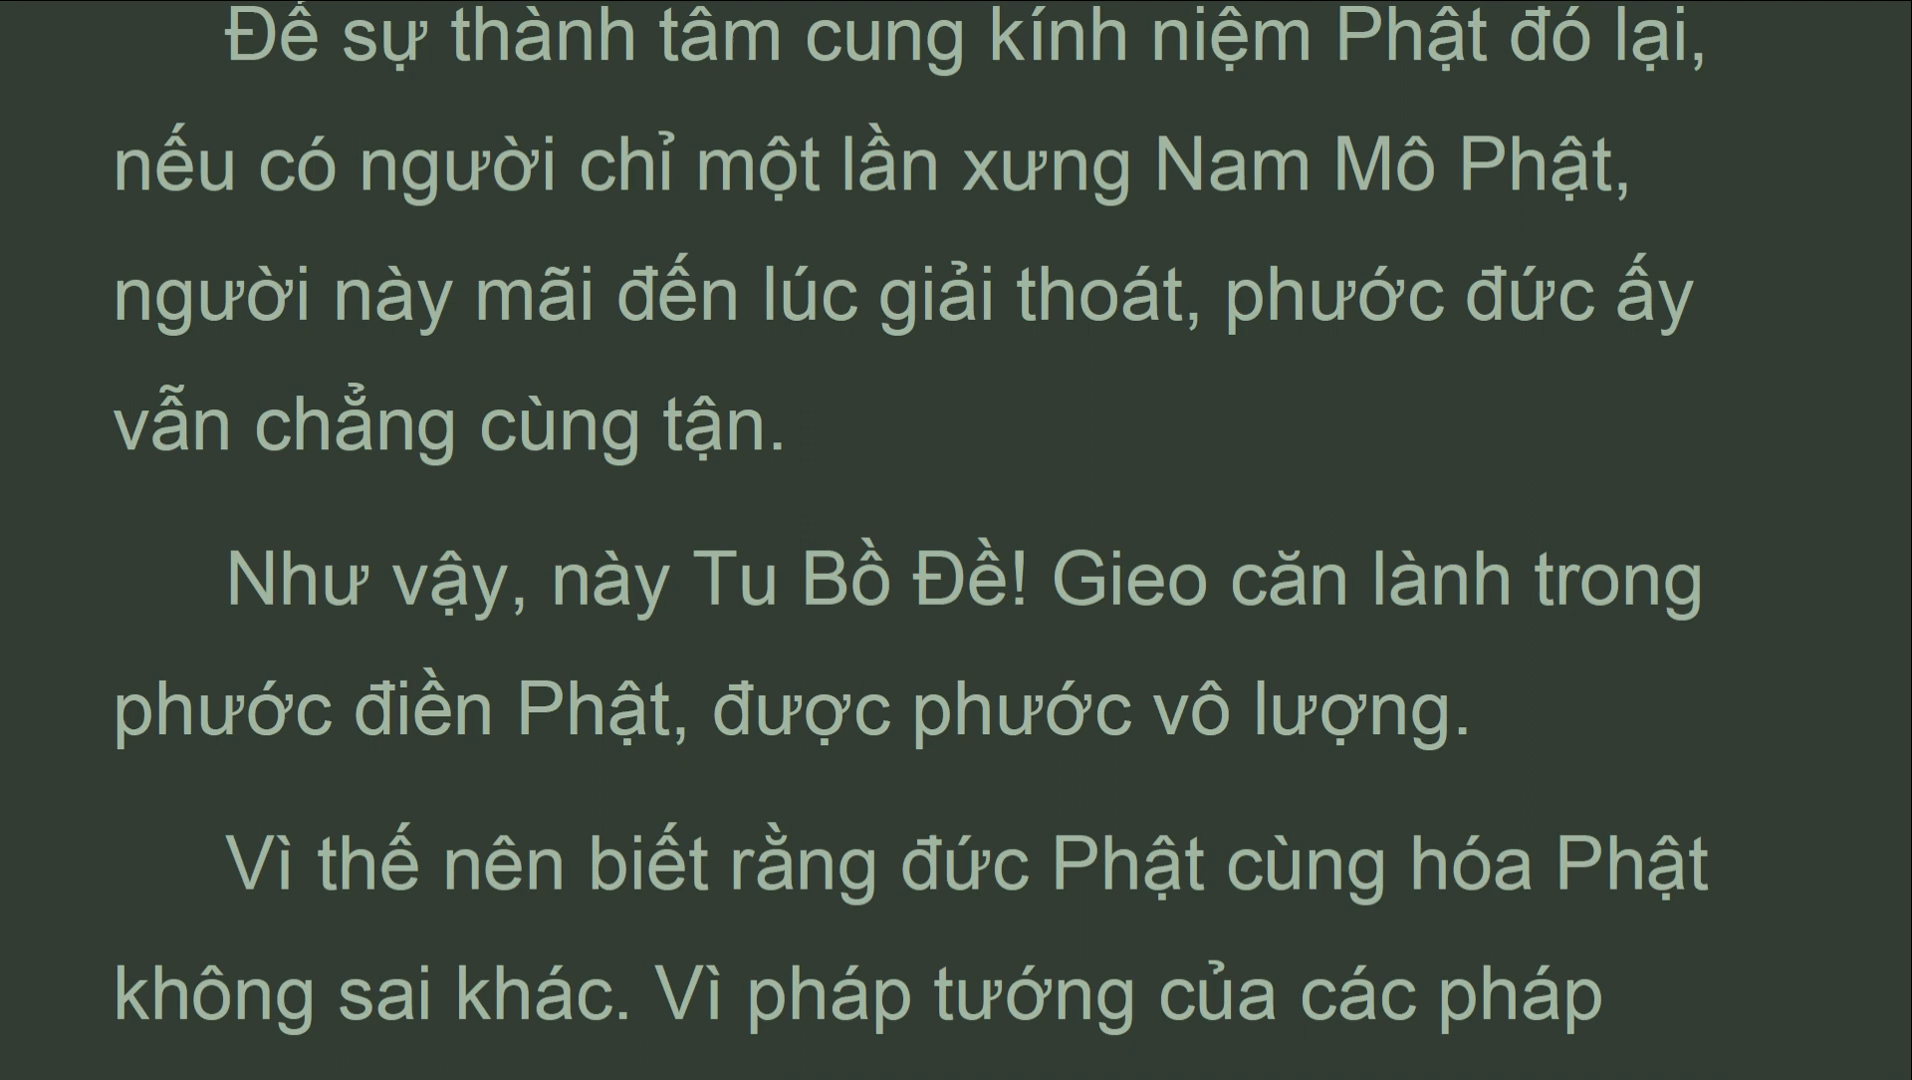 Để sự thành tâm cung kính niệm Phật đó lại,
nếu có người chỉ một lần xưng Nam Mô Phật,
người này mãi đến lúc giải thoát, phước đức ấy
vẫn chẳng cùng tận.
Như vậy, này Tu Bồ Đề! Gieo căn lành trong
phước điền Phật, được phước vô lượng.
Vì thế nên biết rằng đức Phật cùng hóa Phật
không sai khác. Vì pháp tướng của các pháp